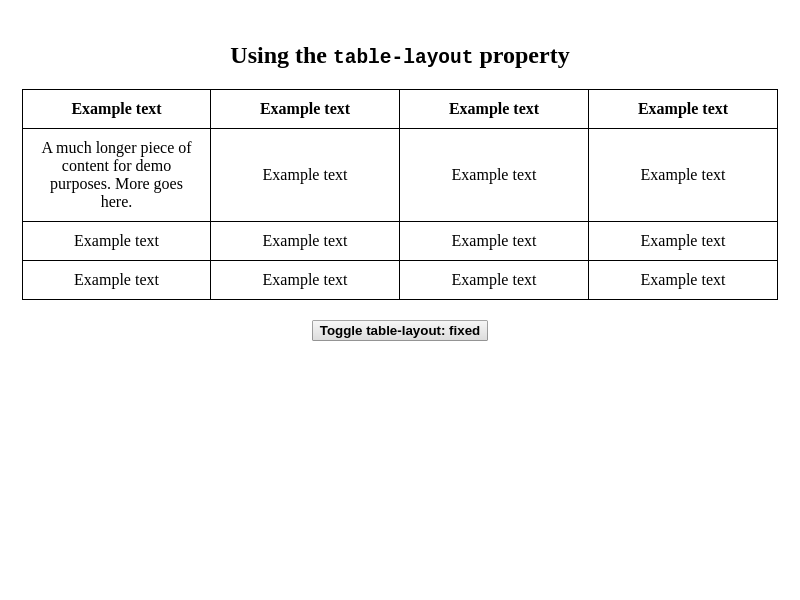 Using the table-layout property
Example text Example text Example text Example text
A much longer piece of
content for demo
purposes. More goes
here.
Example text Example text Example text
Example text Example text Example text Example text
Example text Example text Example text Example text
Toggle table-layout: fixed